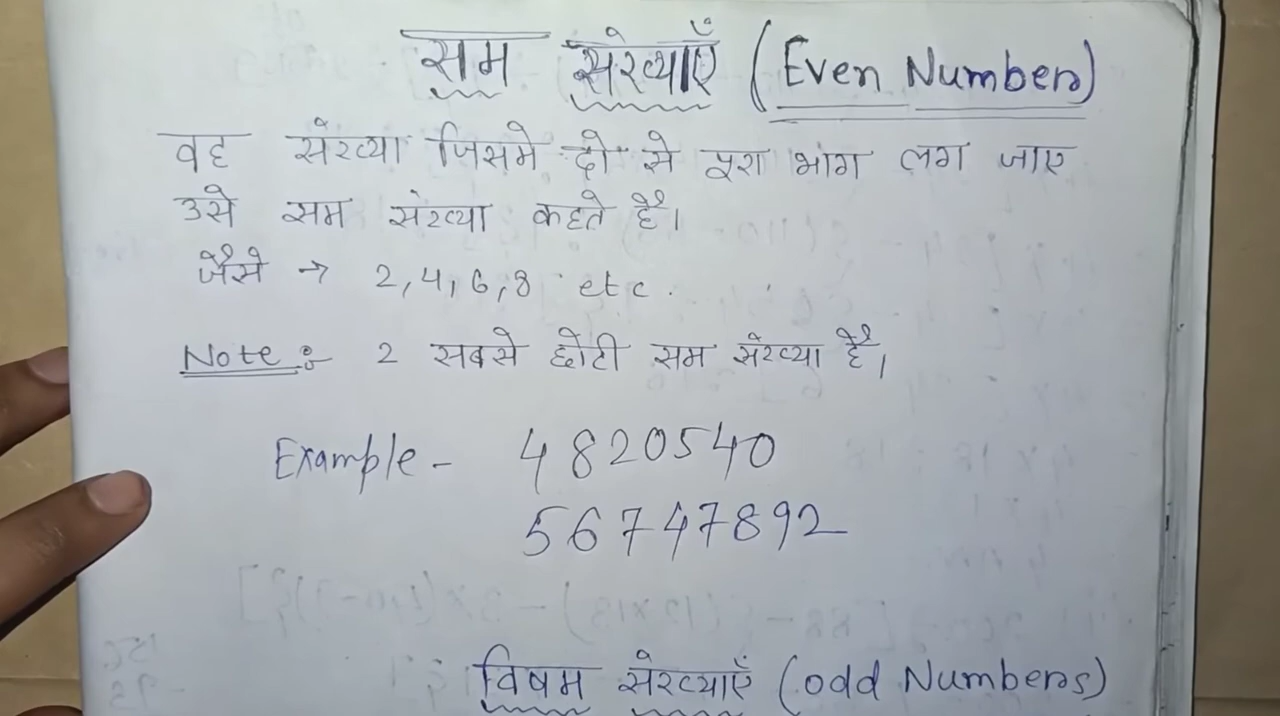 सम संख्याएँ (Even Numbers)
वह संख्या जिसमे दो से पूरा भाग लग जाए
उसे सम संख्या कहते है।
जैसे → 2, 4, 6, 8 etc.
Note :- 2 सबसे छोटी सम संख्या है।
Example - 4820540
56747892
विषम संख्याएँ (odd Numbers)